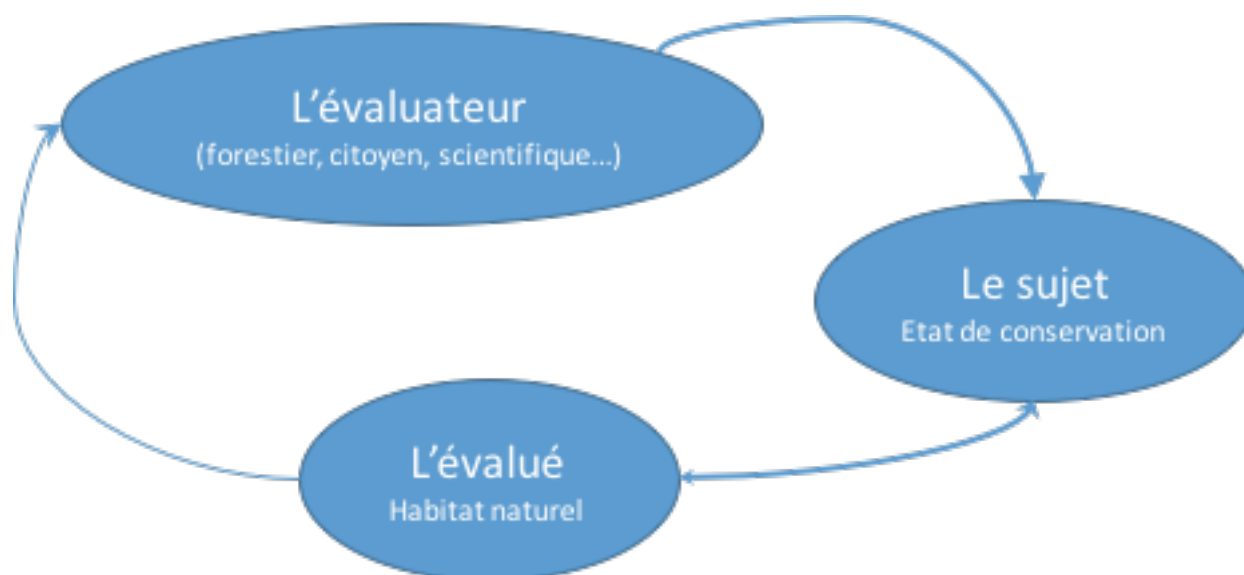 L'évaluateur
(forestier, citoyen, scientifique...)
Le sujet
Etat de conservation
L'évalué
Habitat naturel